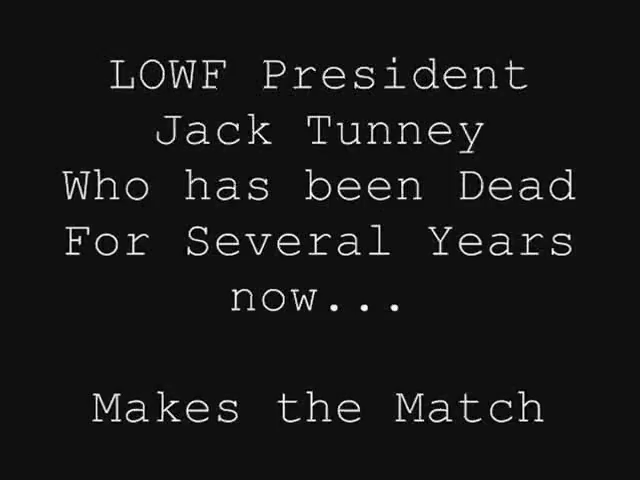 LOWF President
Jack Tunney
Who has been Dead
For Several Years
now...
Makes the Match